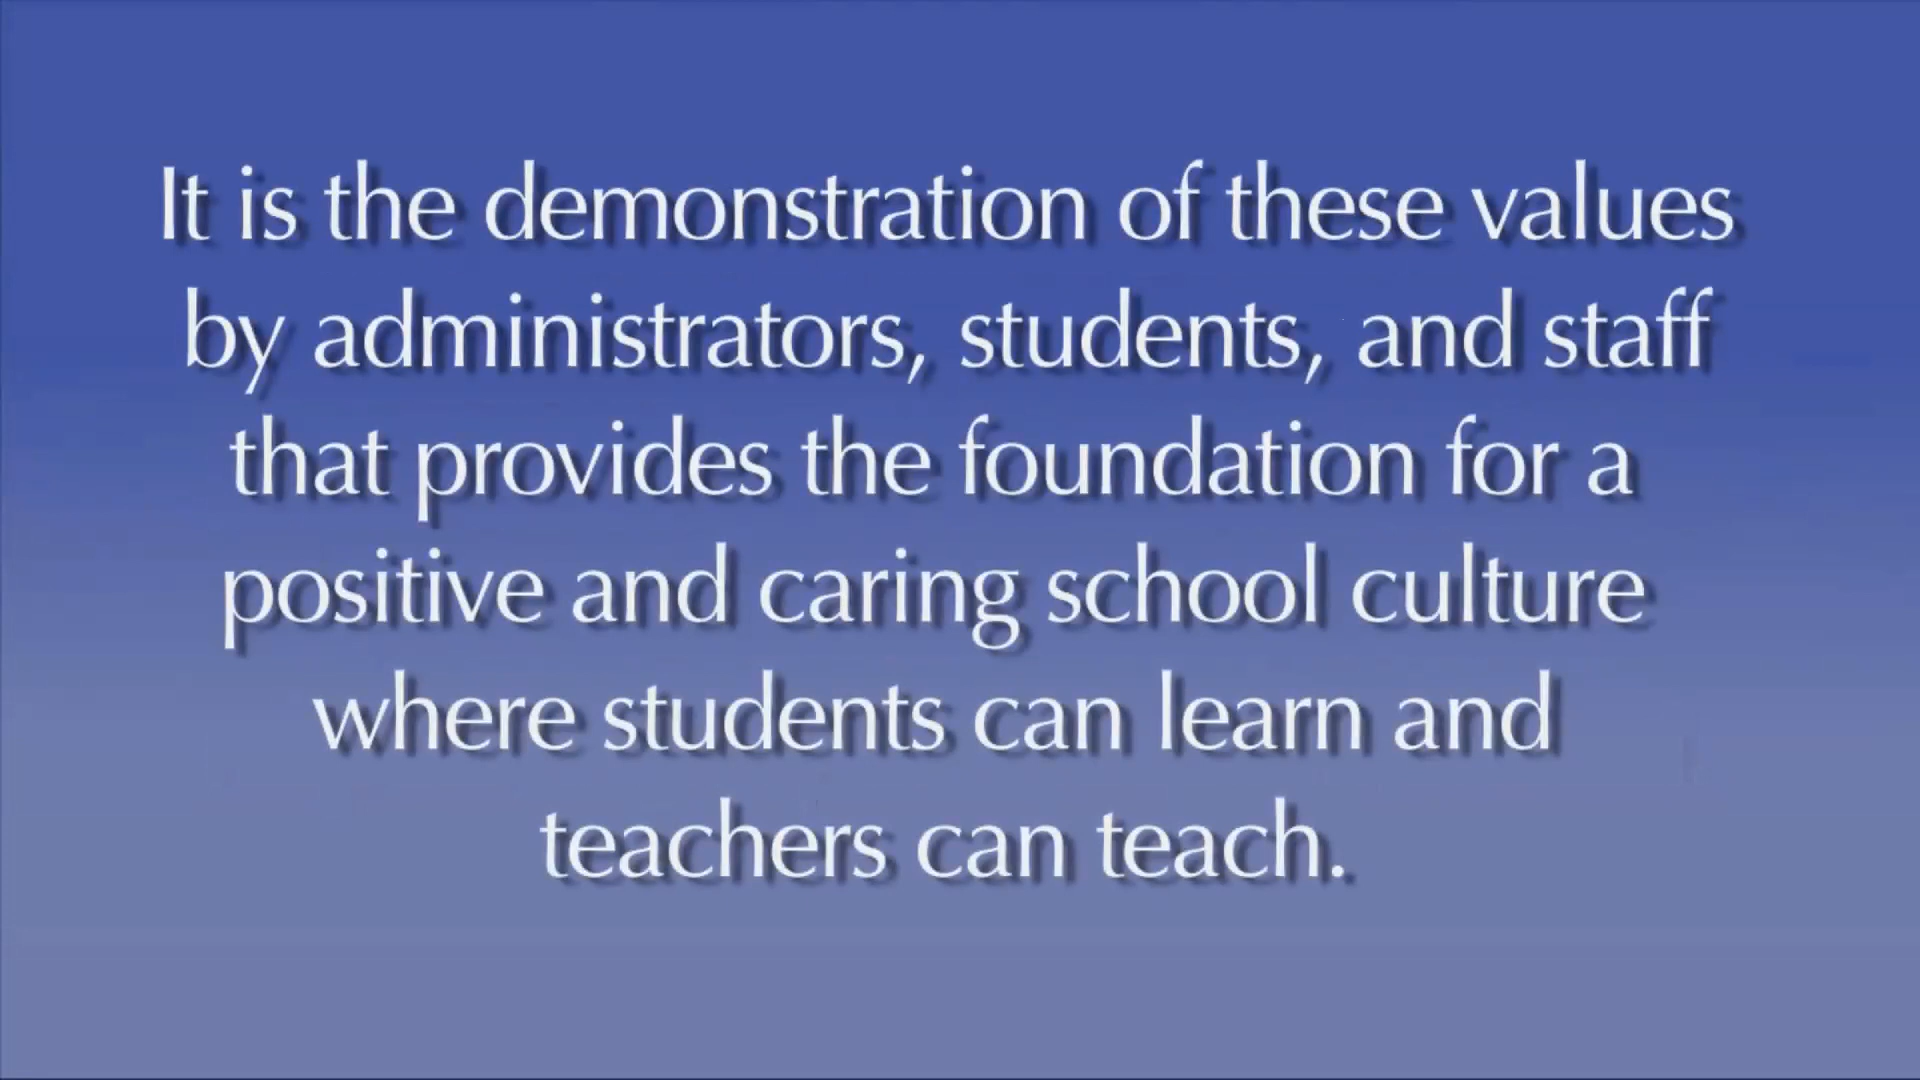 It is the demonstration of these values
by administrators, students, and staff
that provides the foundation for a
positive and caring school culture
where students can learn and
teachers can teach.